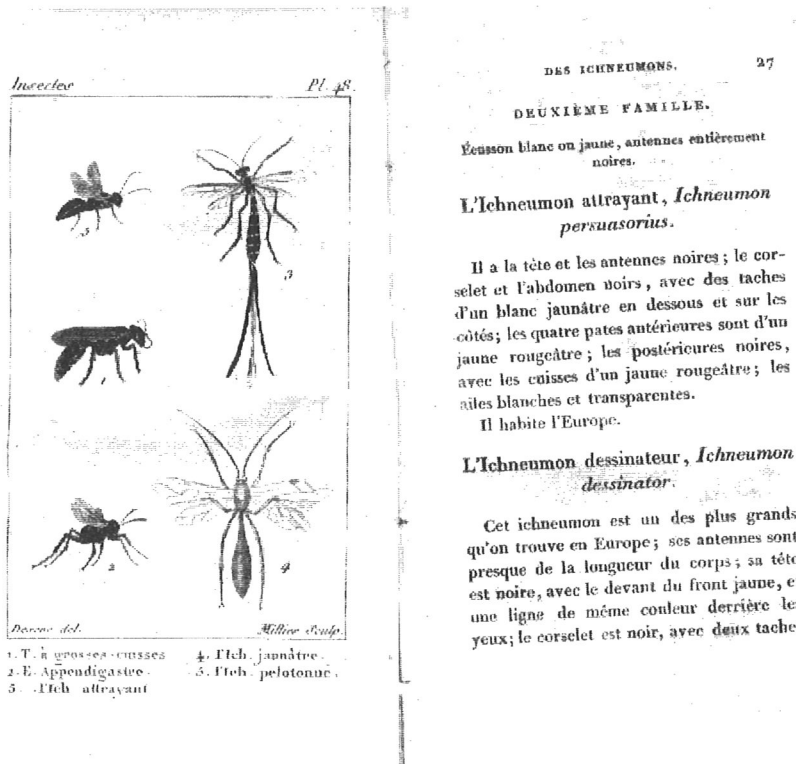 Insectes Pl. 48.
5
3
2
4
Deseve del. Millive Sculp.
1. T. à grosses-cuisses
2. E. Appendigastre.
3. l'Ich attrayant
4. l'Ich. jaunâtre.
5. l'Ich. pelotonné.
DES ICHNEUMONS. 27
DEUXIÈME FAMILLE.
Écusson blanc ou jaune, antennes entièrement
noires.
L'Ichneumon attrayant, Ichneumon
persuasorius.
Il a la tête et les antennes noires ; le cor-
selet et l'abdomen noirs, avec des taches
d'un blanc jaunâtre en dessous et sur les
côtés ; les quatre pates antérieures sont d'un
jaune rougeâtre ; les postérieures noires,
avec les cuisses d'un jaune rougeâtre ; les
ailes blanches et transparentes.
Il habite l'Europe.
L'Ichneumon dessinateur, Ichneumon
dessinator.
Cet ichneumon est un des plus grands
qu'on trouve en Europe ; ses antennes sont
presque de la longueur du corps ; sa tête
est noire, avec le devant du front jaune, e
une ligne de même couleur derrière le
yeux ; le corselet est noir, avec deux tache